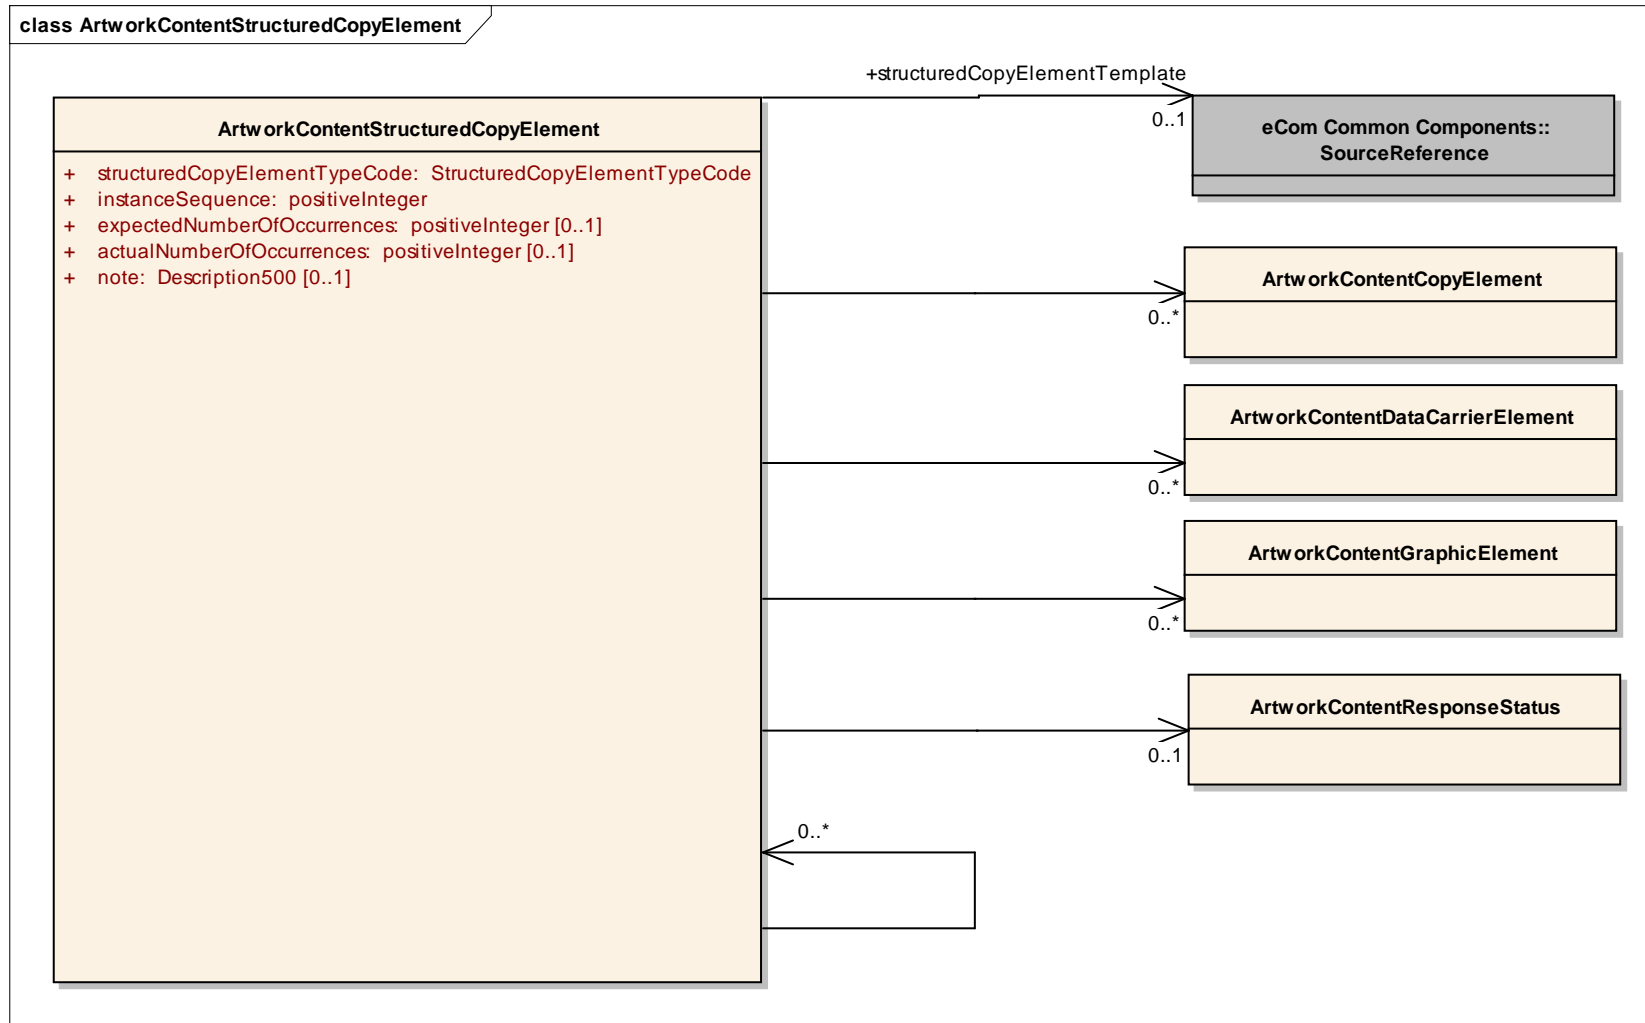 class ArtworkContentStructuredCopyElement
+structuredCopyElementTemplate
0..1
eCom Common Components::
SourceReference
ArtworkContentStructuredCopyElement
+ structuredCopyElementTypeCode: StructuredCopyElementTypeCode
+ instanceSequence: positiveInteger
+ expectedNumberOfOccurrences: positiveInteger [0..1]
+ actualNumberOfOccurrences: positiveInteger [0..1]
+ note: Description500 [0..1]
ArtworkContentCopyElement
0..*
ArtworkContentDataCarrierElement
0..*
ArtworkContentGraphicElement
0..*
ArtworkContentResponseStatus
0..1
0..*